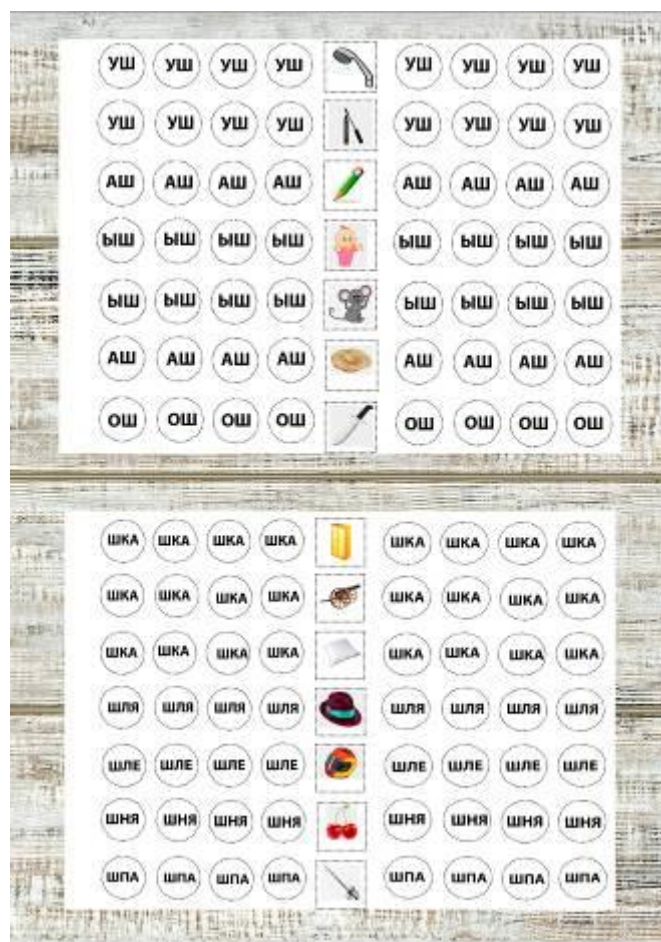 УШ УШ УШ УШ УШ УШ УШ УШ
УШ УШ УШ УШ УШ УШ УШ УШ
АШ АШ АШ АШ АШ АШ АШ АШ
ЫШ ЫШ ЫШ ЫШ ЫШ ЫШ ЫШ ЫШ
ЫШ ЫШ ЫШ ЫШ ЫШ ЫШ ЫШ ЫШ
АШ АШ АШ АШ АШ АШ АШ АШ
ОШ ОШ ОШ ОШ ОШ ОШ ОШ ОШ
ШКА ШКА ШКА ШКА ШКА ШКА ШКА ШКА
ШКА ШКА ШКА ШКА ШКА ШКА ШКА ШКА
ШКА ШКА ШКА ШКА ШКА ШКА ШКА ШКА
ШЛЯ ШЛЯ ШЛЯ ШЛЯ ШЛЯ ШЛЯ ШЛЯ ШЛЯ
ШЛЕ ШЛЕ ШЛЕ ШЛЕ ШЛЕ ШЛЕ ШЛЕ ШЛЕ
ШНЯ ШНЯ ШНЯ ШНЯ ШНЯ ШНЯ ШНЯ ШНЯ
ШПА ШПА ШПА ШПА ШПА ШПА ШПА ШПА